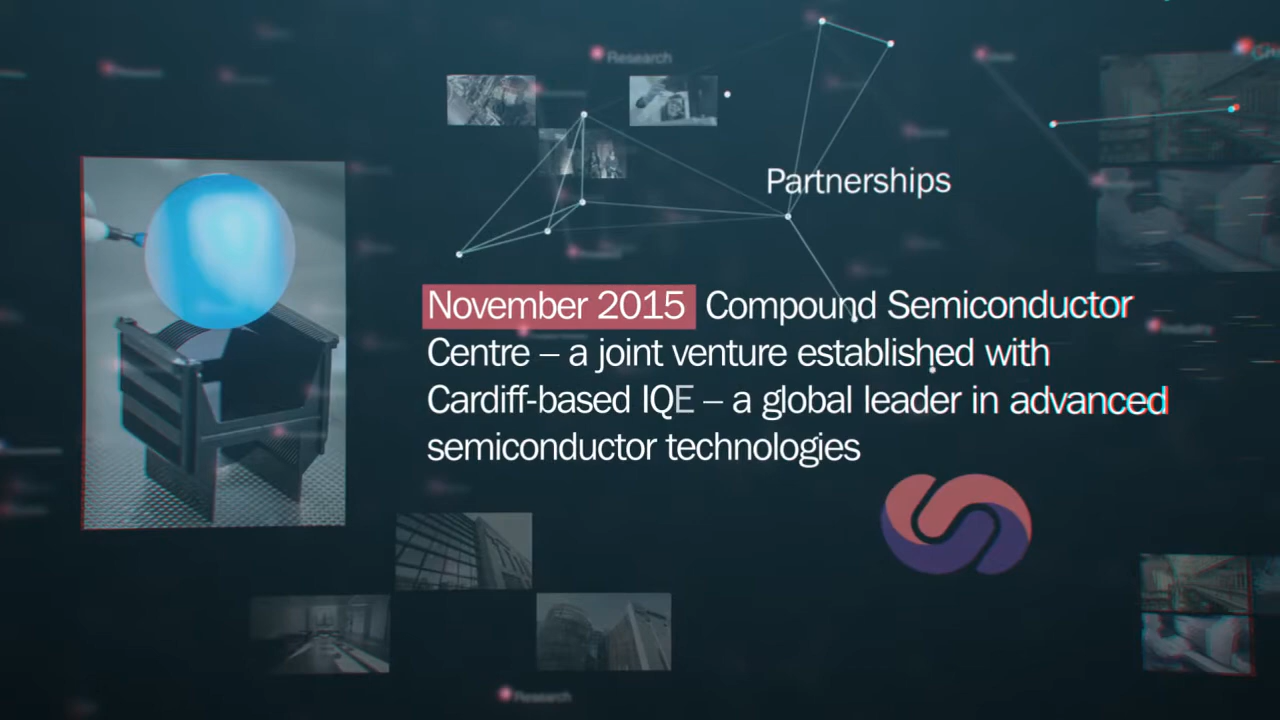 Research
Partnerships
November 2015 Compound Semiconductor
Centre – a joint venture established with
Cardiff-based IQE – a global leader in advanced
semiconductor technologies
Industry
Research